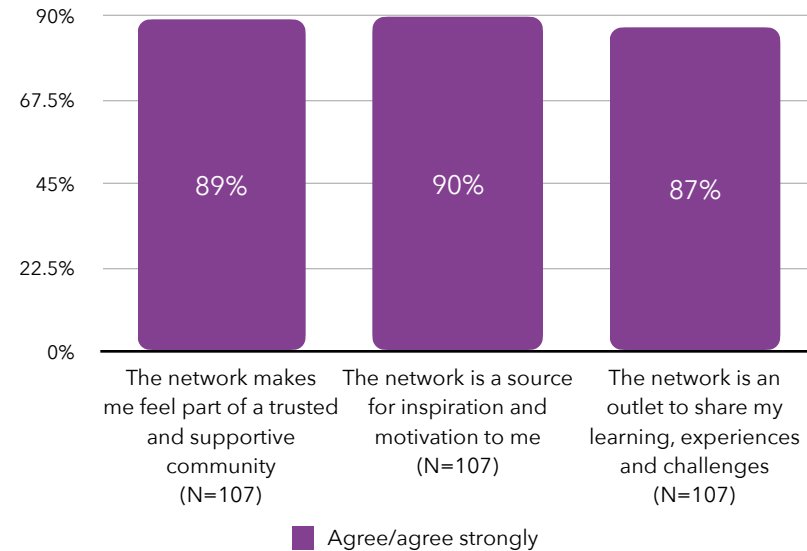 90%
67.5%
45%
22.5%
0%
89%
90%
87%
The network makes
me feel part of a trusted
and supportive
community
(N=107)
The network is a source
for inspiration and
motivation to me
(N=107)
The network is an
outlet to share my
learning, experiences
and challenges
(N=107)
Agree/agree strongly